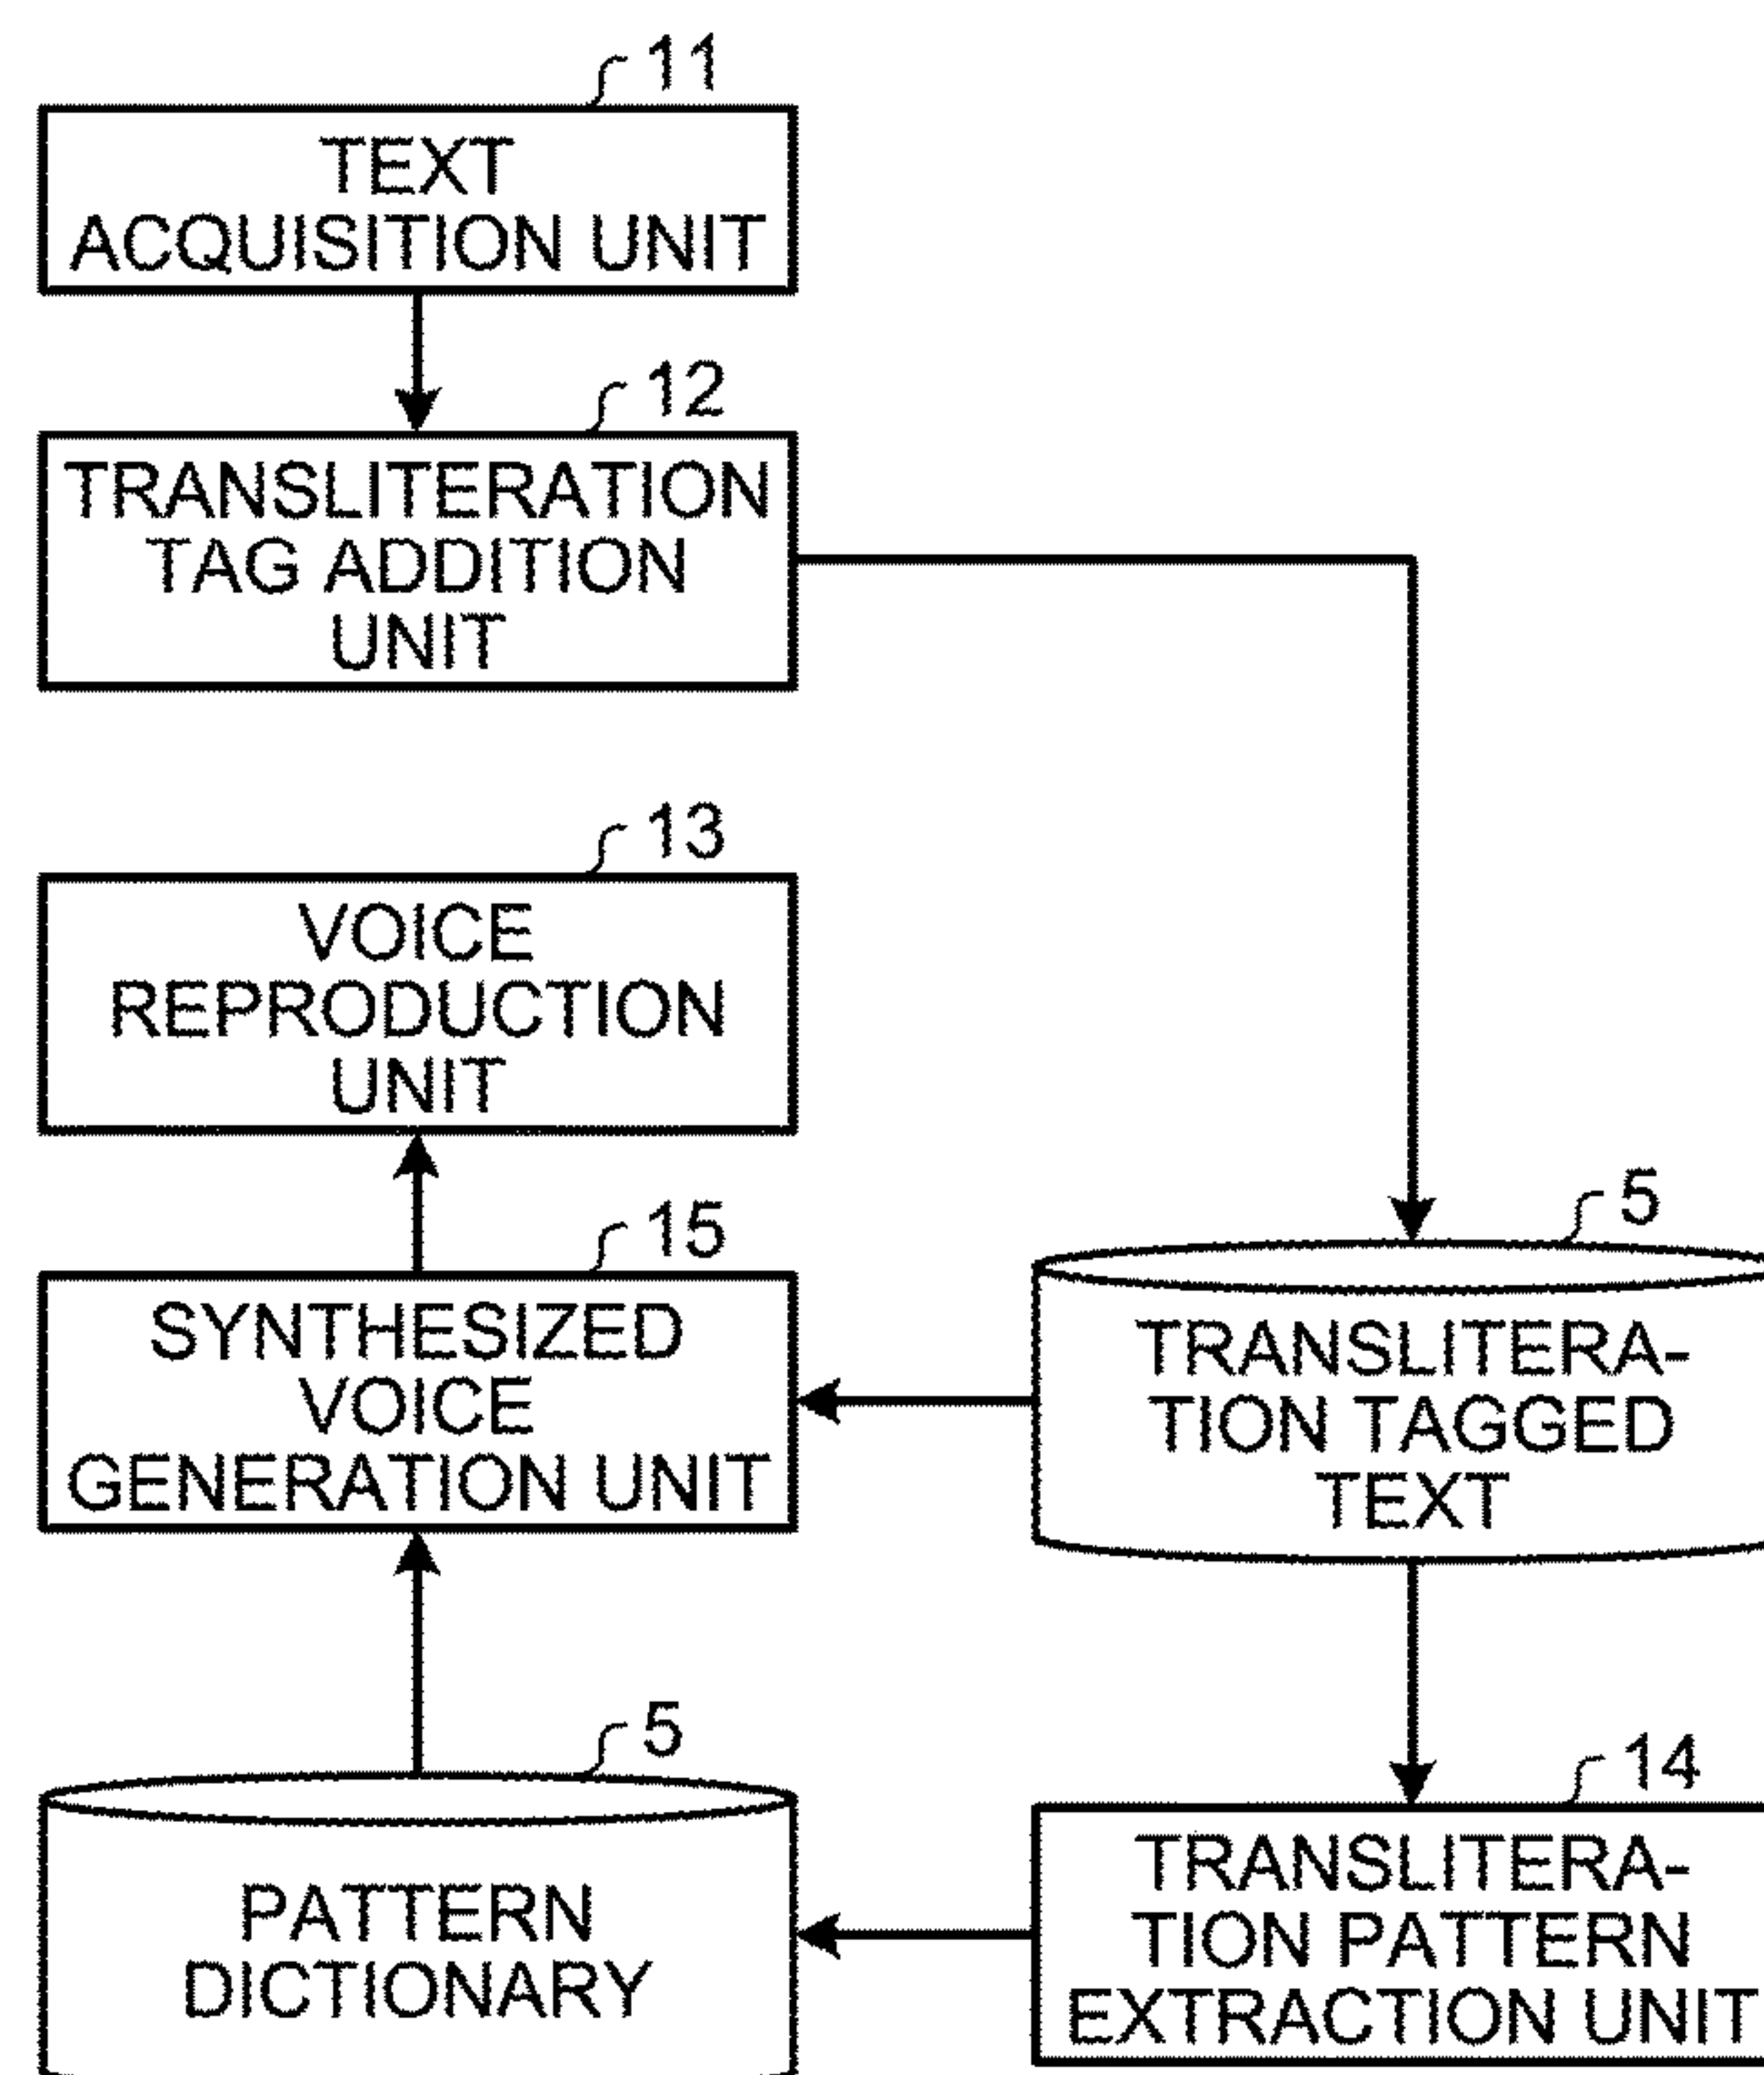 11
TEXT
ACQUISITION UNIT
12
TRANSLITERATION
TAG ADDITION
UNIT
13
VOICE
REPRODUCTION
UNIT
15
SYNTHESIZED
VOICE
GENERATION UNIT
5
TRANSLITERA-
TION TAGGED
TEXT
5
PATTERN
DICTIONARY
14
TRANSLITERA-
TION PATTERN
EXTRACTION UNIT